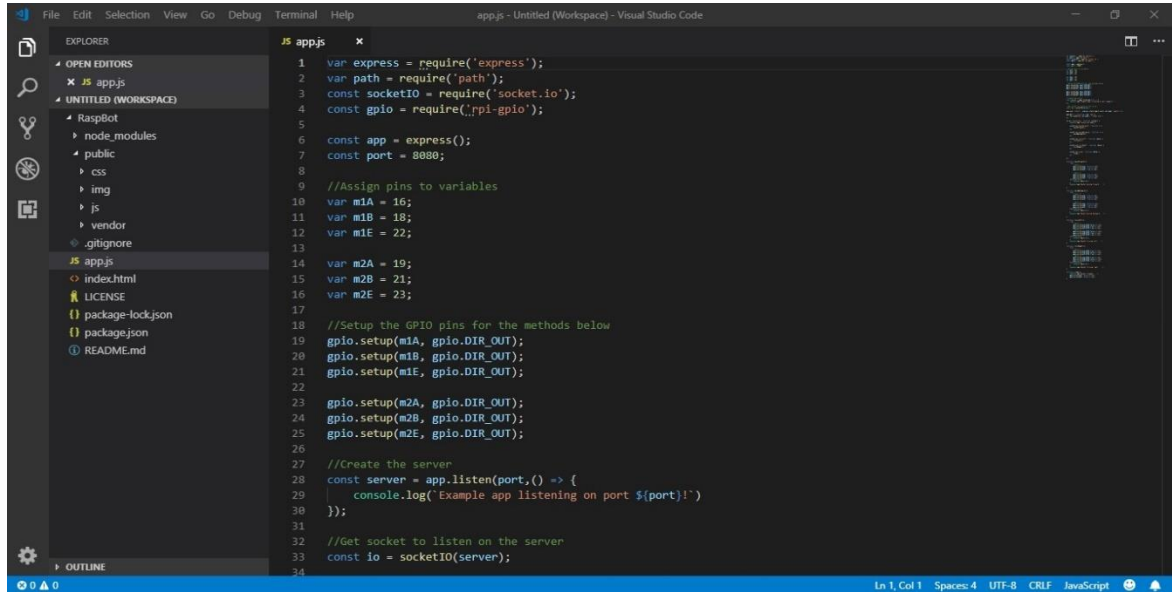 File Edit Selection View Go Debug Terminal Help app.js - Untitled (Workspace) - Visual Studio Code
EXPLORER
OPEN EDITORS
JS app.js
UNTITLED (WORKSPACE)
RaspBot
node_modules
public
css
img
js
vendor
.gitignore
JS app.js
index.html
LICENSE
{} package-lock.json
{} package.json
README.md
OUTLINE
JS app.js
1 var express = require('express');
2 var path = require('path');
3 const socketIO = require('socket.io');
4 const gpio = require('rpi-gpio');
5
6 const app = express();
7 const port = 8080;
8
9 //Assign pins to variables
10 var m1A = 16;
11 var m1B = 18;
12 var m1E = 22;
13
14 var m2A = 19;
15 var m2B = 21;
16 var m2E = 23;
17
18 //Setup the GPIO pins for the methods below
19 gpio.setup(m1A, gpio.DIR_OUT);
20 gpio.setup(m1B, gpio.DIR_OUT);
21 gpio.setup(m1E, gpio.DIR_OUT);
22
23 gpio.setup(m2A, gpio.DIR_OUT);
24 gpio.setup(m2B, gpio.DIR_OUT);
25 gpio.setup(m2E, gpio.DIR_OUT);
26
27 //Create the server
28 const server = app.listen(port,() => {
29 console.log(`Example app listening on port ${port}!`)
30 });
31
32 //Get socket to listen on the server
33 const io = socketIO(server);
34
0 0 Ln 1, Col 1 Spaces: 4 UTF-8 CRLF JavaScript